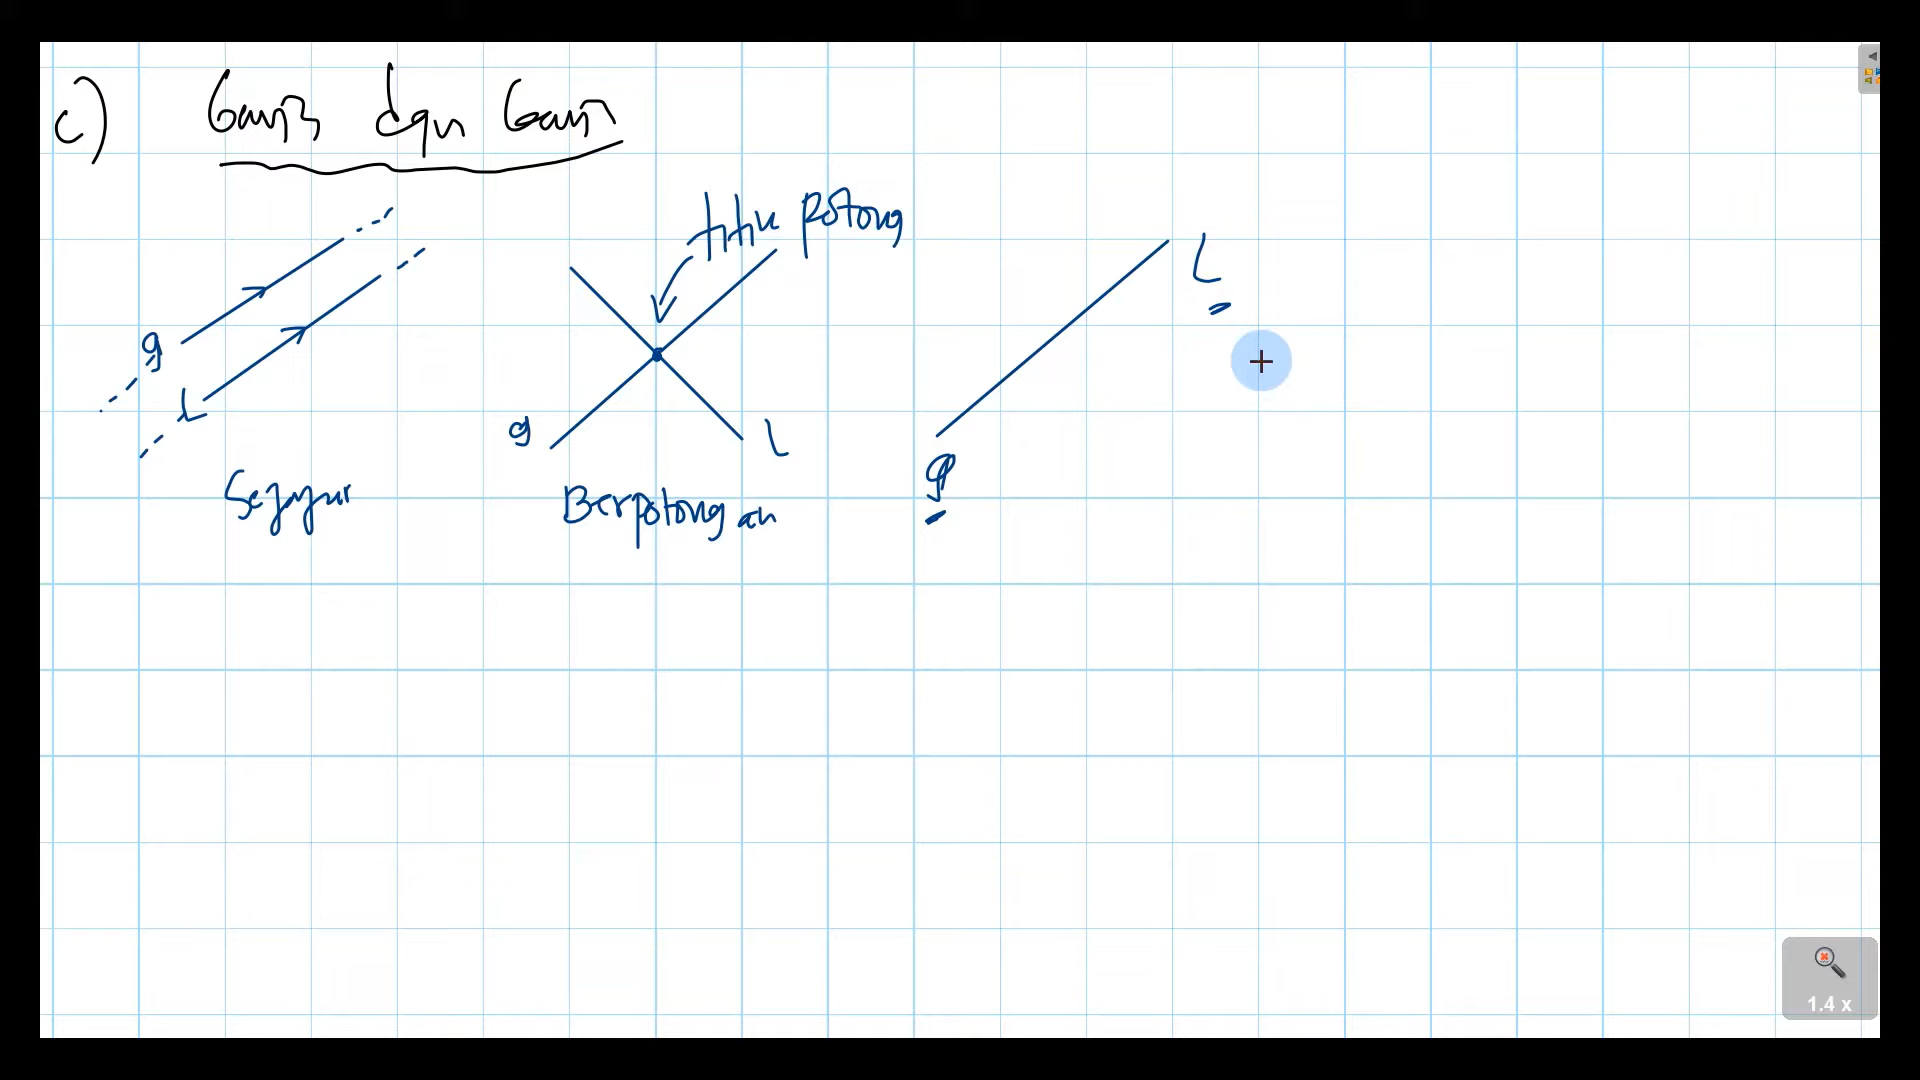 c) Garis dan Garis
titik potong
g
L
g
L
L
g
Sejajar
Berpotongan
1.4 x